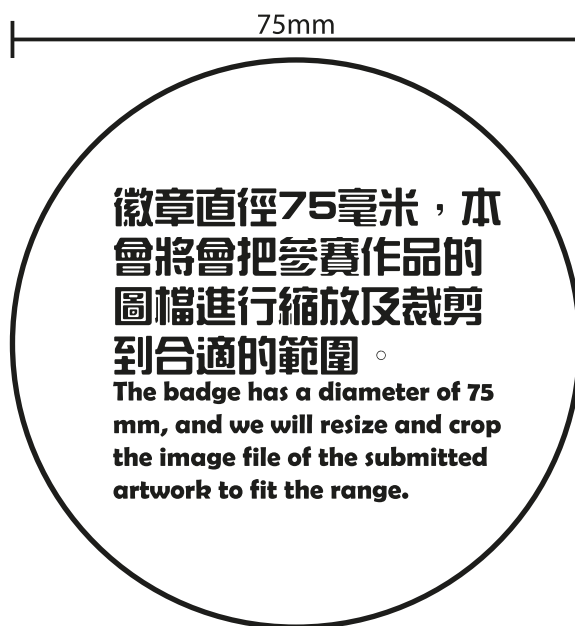 75mm
徽章直徑75毫米，本
會將會把參賽作品的
圖檔進行縮放及裁剪
到合適的範圍。
The badge has a diameter of 75
mm, and we will resize and crop
the image file of the submitted
artwork to fit the range.